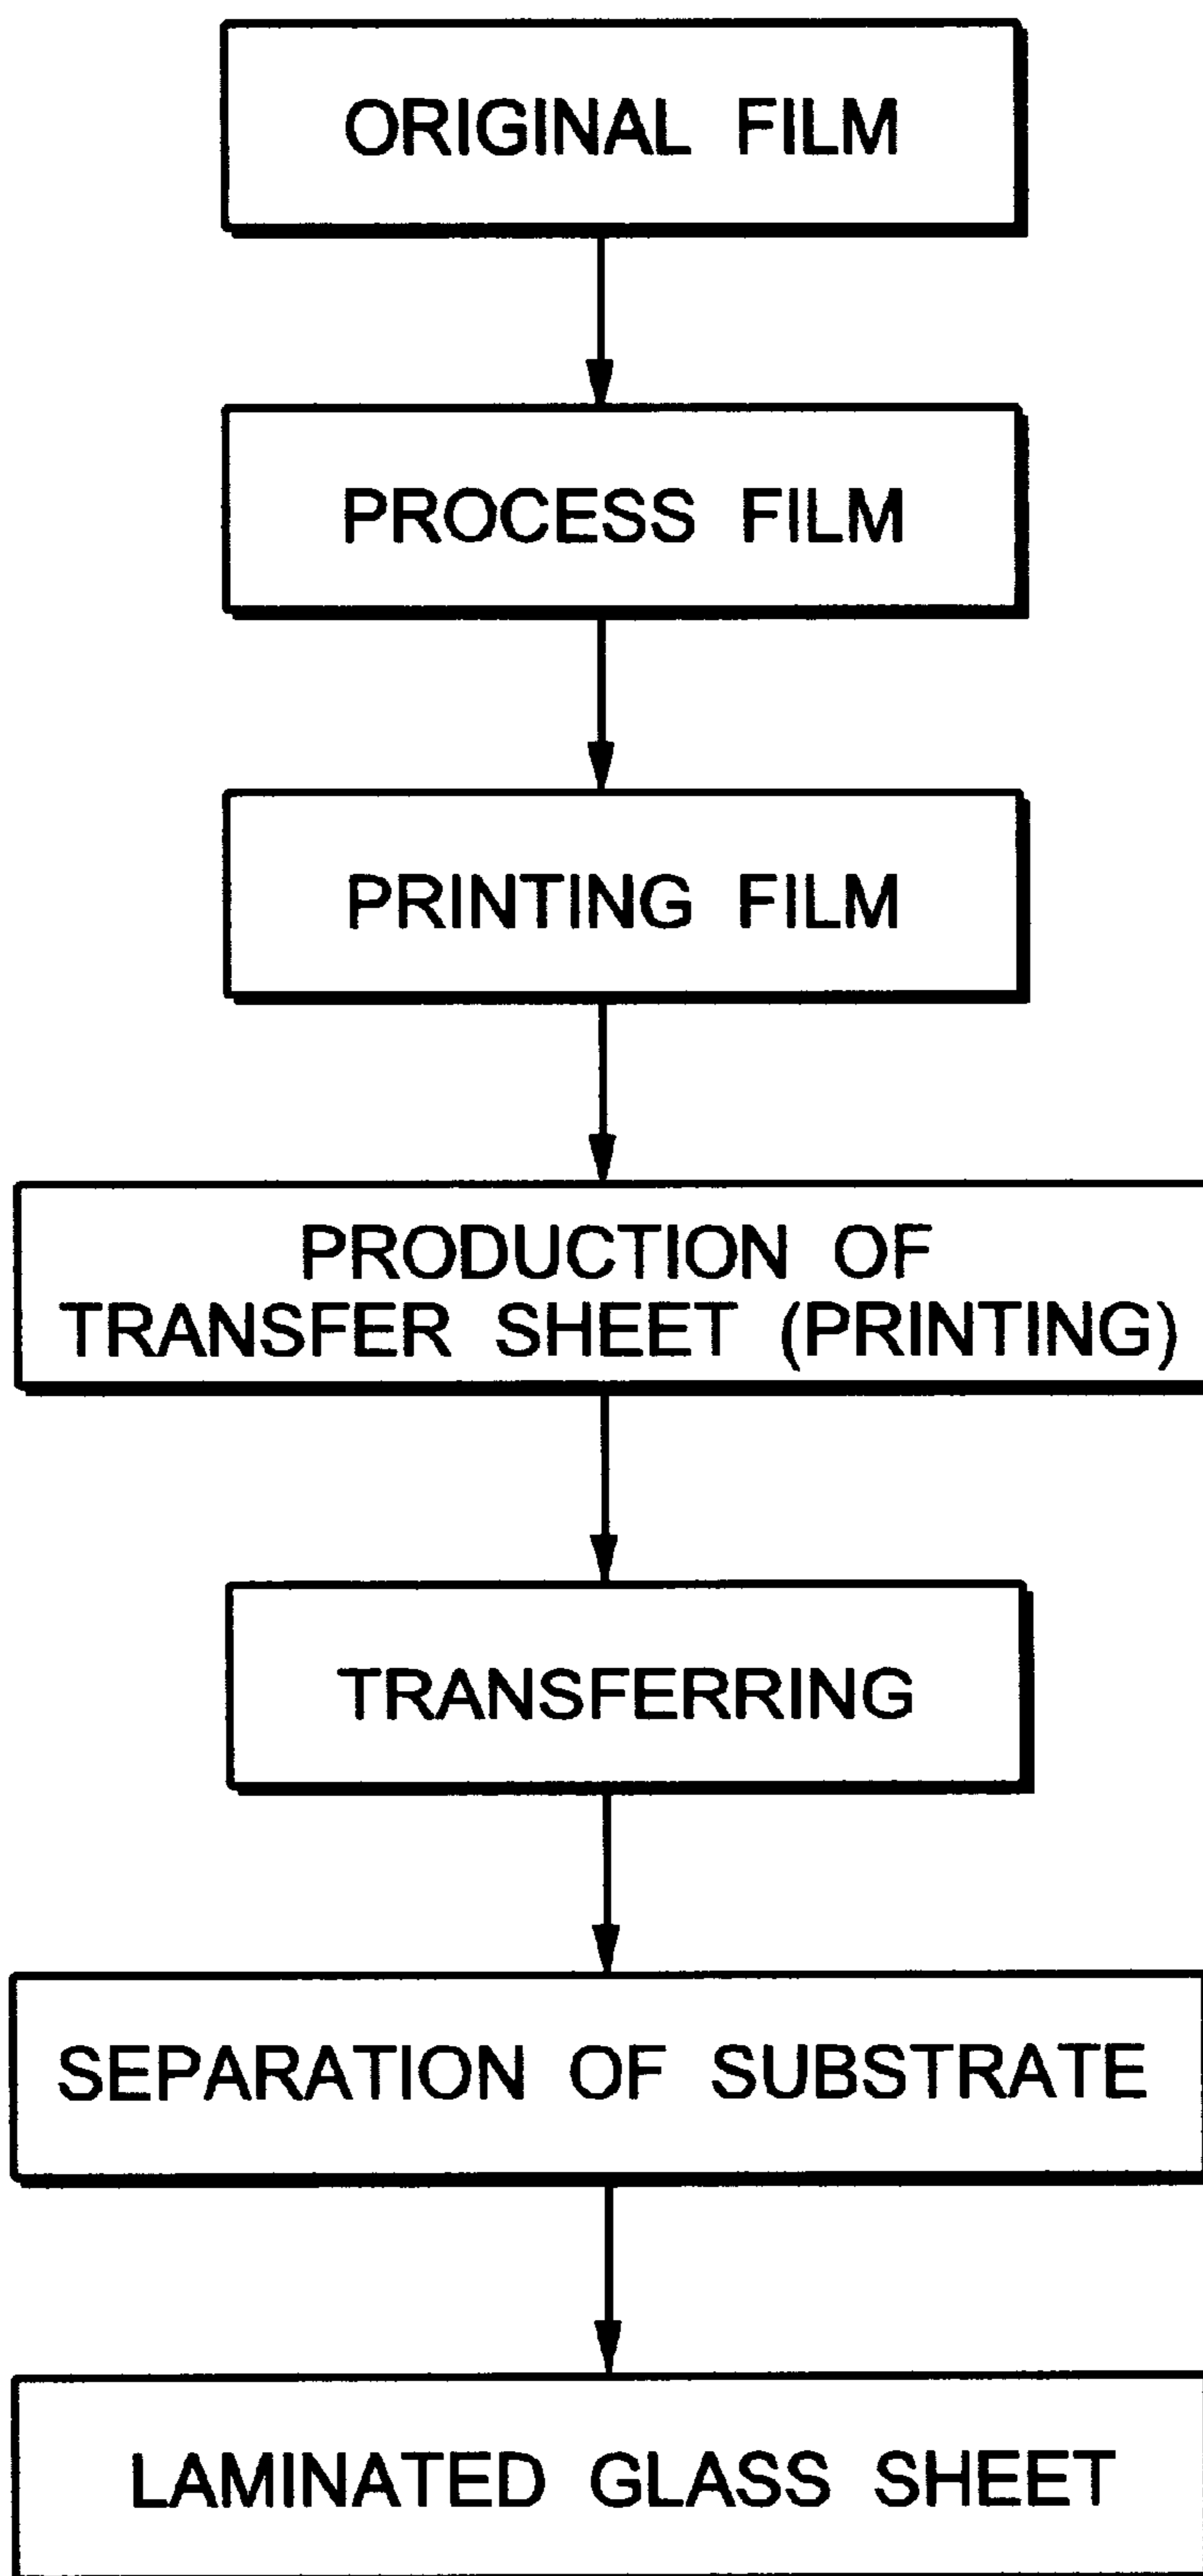 ORIGINAL FILM
PROCESS FILM
PRINTING FILM
PRODUCTION OF
TRANSFER SHEET (PRINTING)
TRANSFERRING
SEPARATION OF SUBSTRATE
LAMINATED GLASS SHEET